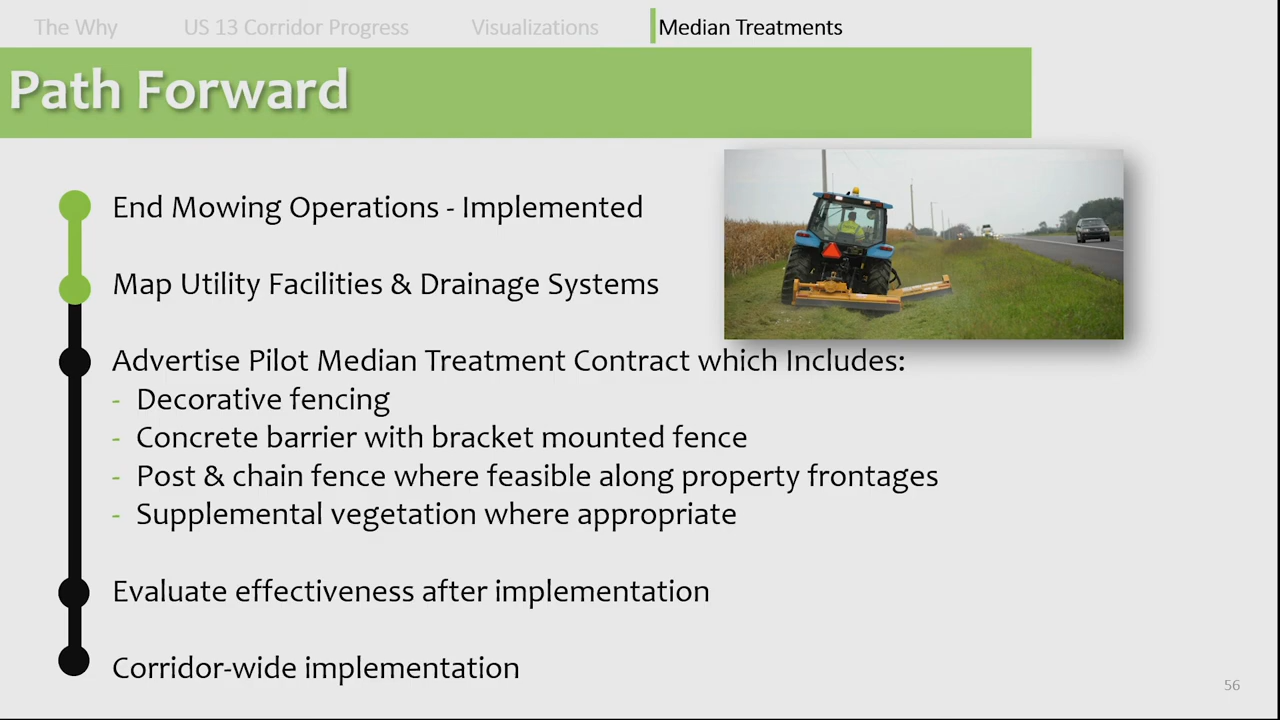 The Why US 13 Corridor Progress Visualizations Median Treatments
Path Forward
End Mowing Operations - Implemented
Map Utility Facilities & Drainage Systems
Advertise Pilot Median Treatment Contract which Includes:
- Decorative fencing
- Concrete barrier with bracket mounted fence
- Post & chain fence where feasible along property frontages
- Supplemental vegetation where appropriate
Evaluate effectiveness after implementation
Corridor-wide implementation
56